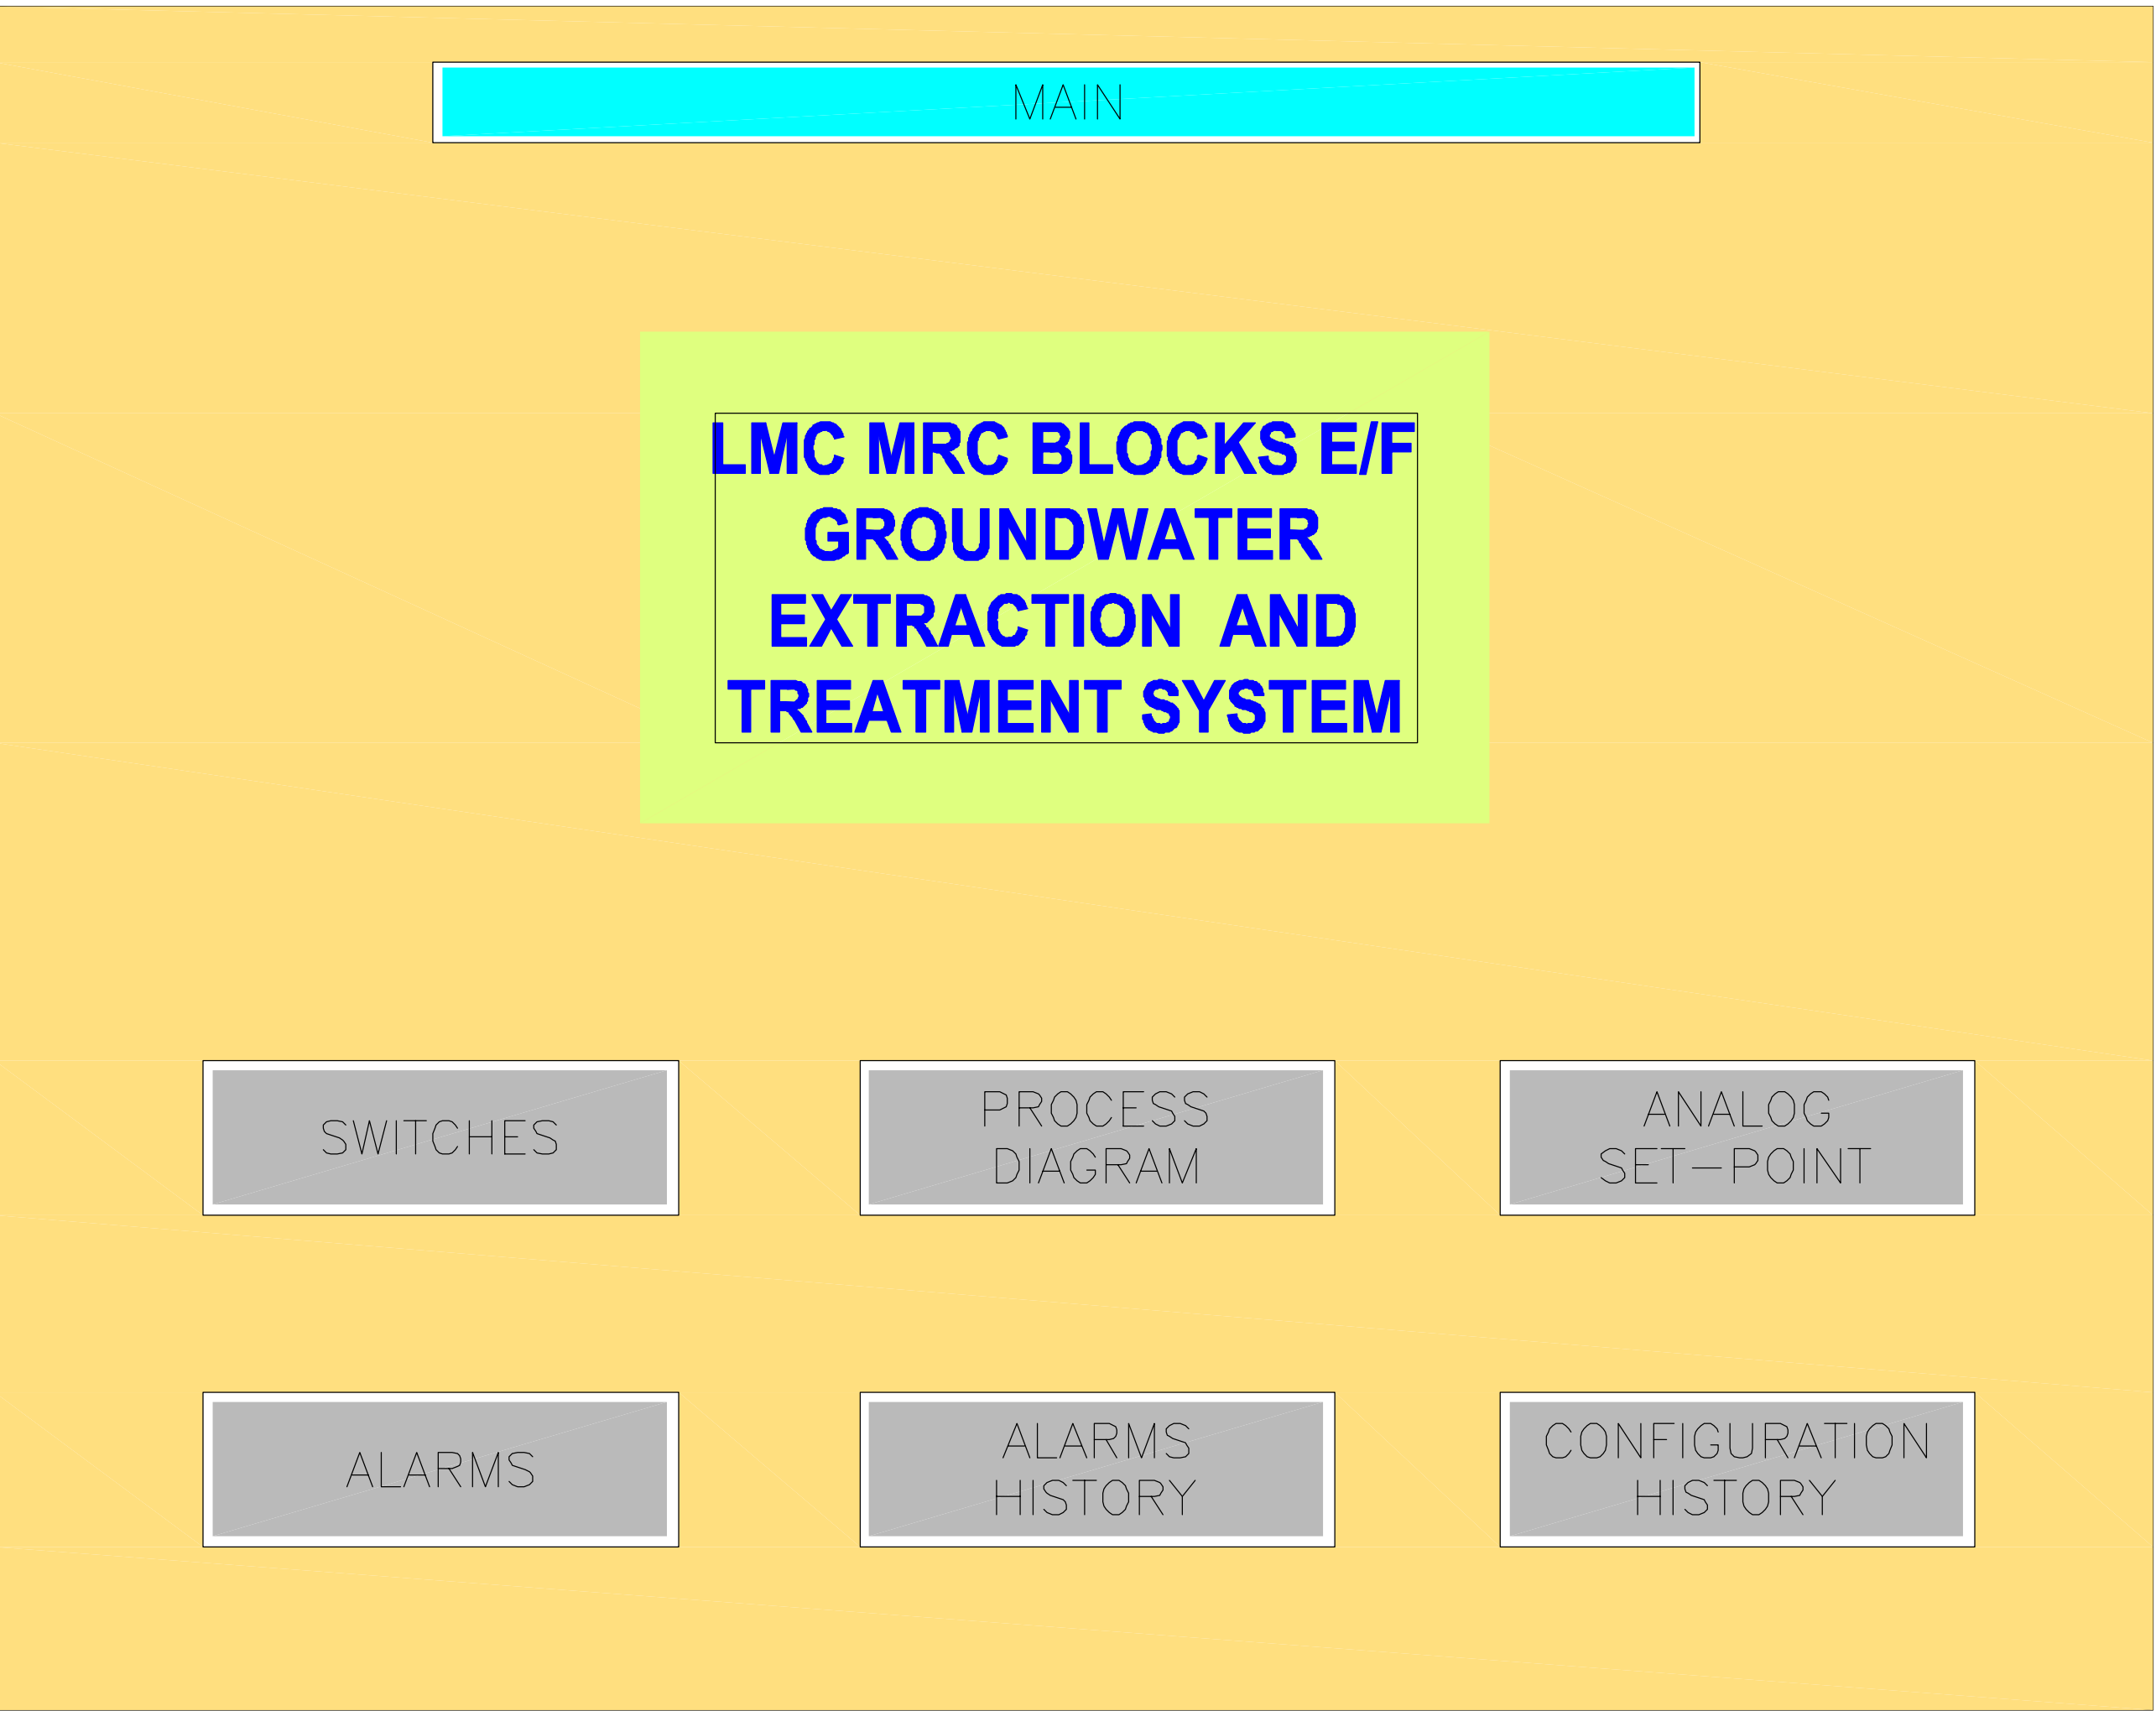 MAIN
LMC MRC BLOCKS E/F
GROUNDWATER
EXTRACTION AND
TREATMENT SYSTEM
SWITCHES
PROCESS
DIAGRAM
ANALOG
SET-POINT
ALARMS
ALARMS
HISTORY
CONFIGURATION
HISTORY